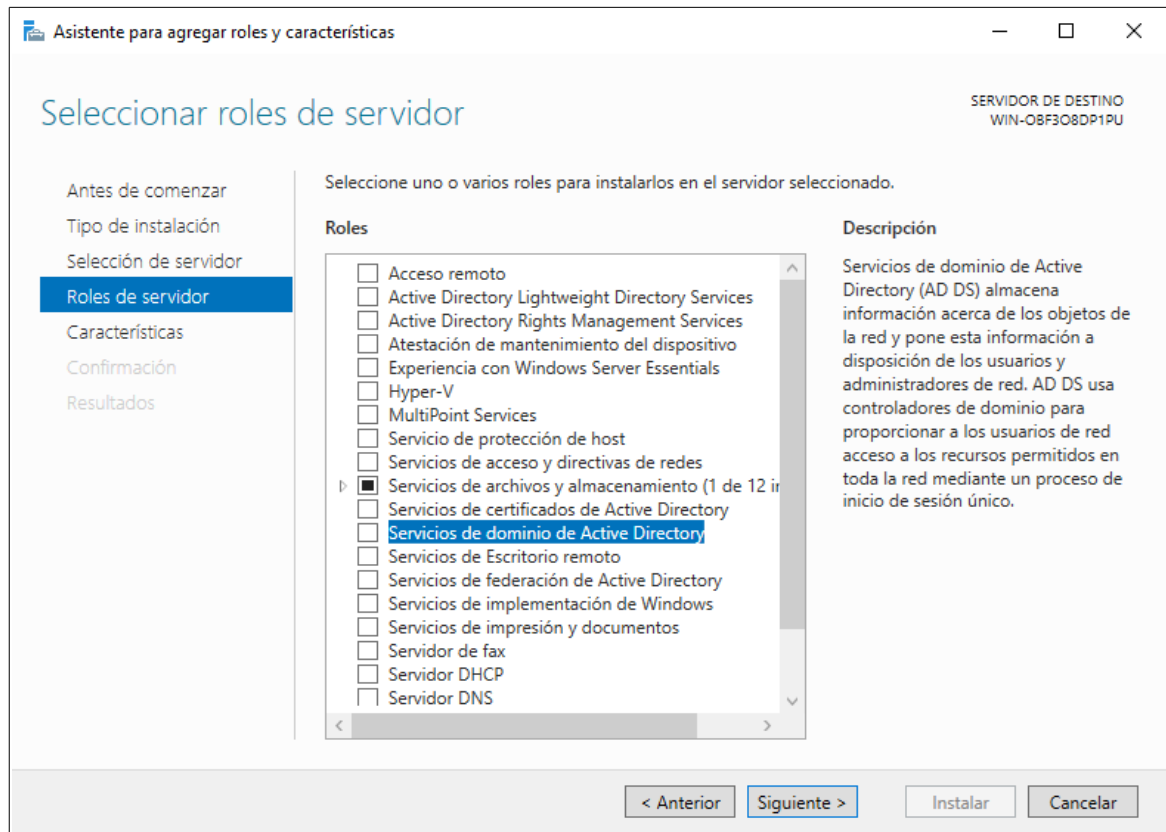 Asistente para agregar roles y características
Seleccionar roles de servidor
SERVIDOR DE DESTINO
WIN-OBF3O8DP1PU
Antes de comenzar
Tipo de instalación
Selección de servidor
Roles de servidor
Características
Confirmación
Resultados
Seleccione uno o varios roles para instalarlos en el servidor seleccionado.
Roles
Acceso remoto
Active Directory Lightweight Directory Services
Active Directory Rights Management Services
Atestación de mantenimiento del dispositivo
Experiencia con Windows Server Essentials
Hyper-V
MultiPoint Services
Servicio de protección de host
Servicios de acceso y directivas de redes
Servicios de archivos y almacenamiento (1 de 12 in
Servicios de certificados de Active Directory
Servicios de dominio de Active Directory
Servicios de Escritorio remoto
Servicios de federación de Active Directory
Servicios de implementación de Windows
Servicios de impresión y documentos
Servidor de fax
Servidor DHCP
Servidor DNS
Descripción
Servicios de dominio de Active
Directory (AD DS) almacena
información acerca de los objetos de
la red y pone esta información a
disposición de los usuarios y
administradores de red. AD DS usa
controladores de dominio para
proporcionar a los usuarios de red
acceso a los recursos permitidos en
toda la red mediante un proceso de
inicio de sesión único.
< Anterior
Siguiente >
Instalar
Cancelar